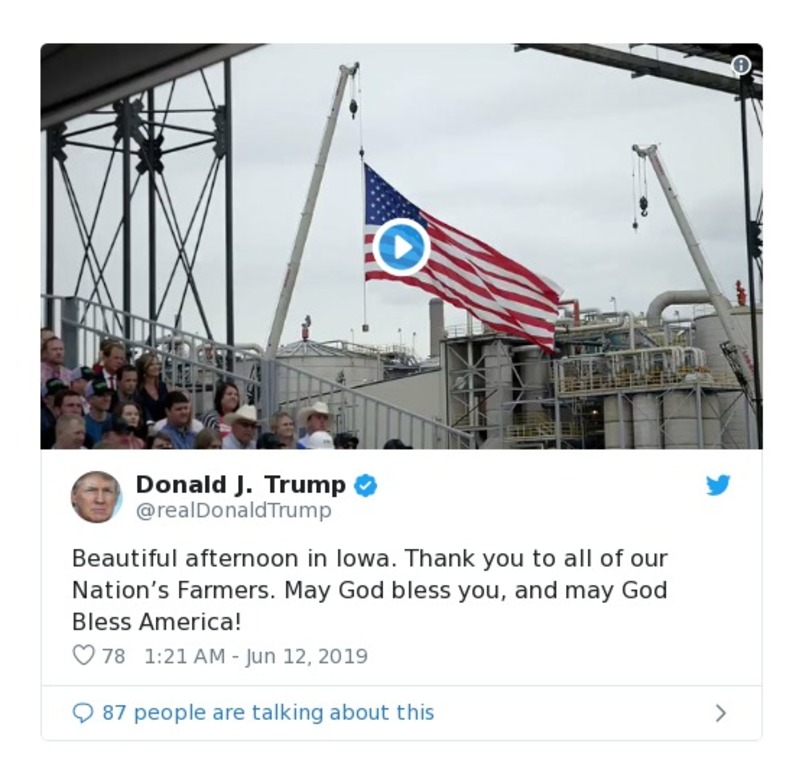 Donald J. Trump
@realDonaldTrump
Beautiful afternoon in Iowa. Thank you to all of our
Nation’s Farmers. May God bless you, and may God
Bless America!
78 1:21 AM - Jun 12, 2019
87 people are talking about this